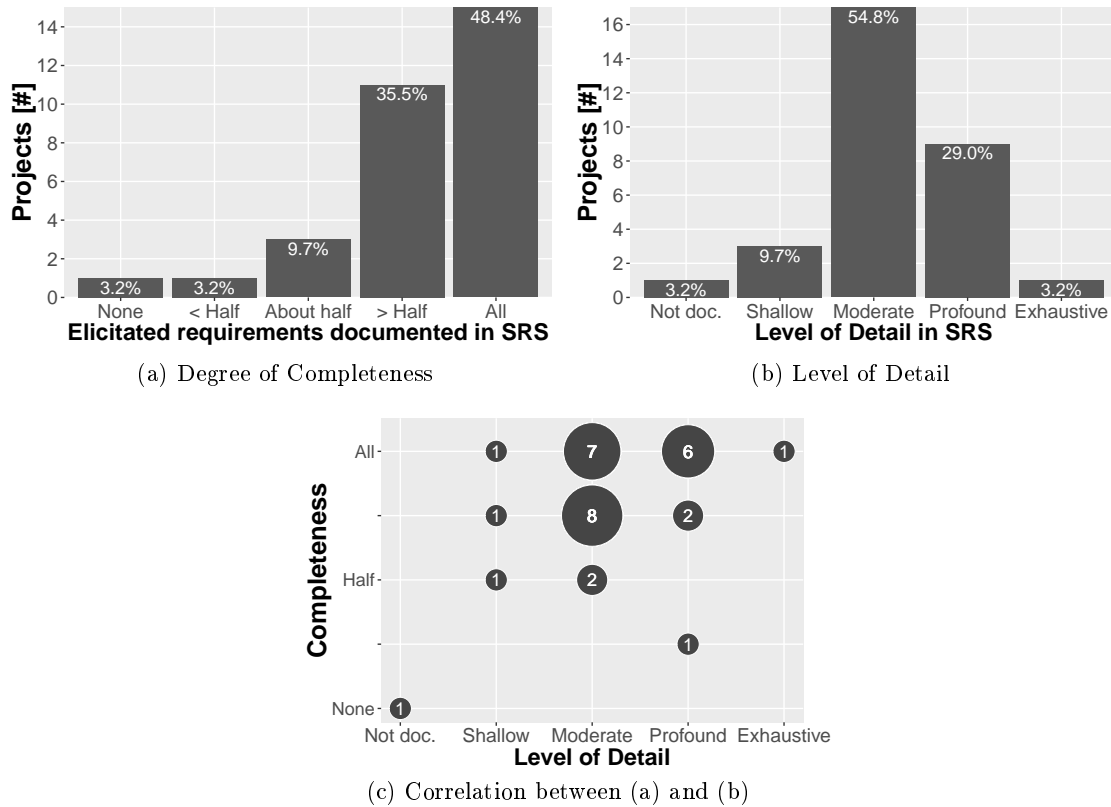 14
12
10
8
6
4
2
0
Projects [#]
3.2%
3.2%
9.7%
35.5%
48.4%
None
< Half
About half
> Half
All
Elicitated requirements documented in SRS
(a) Degree of Completeness
16
14
12
10
8
6
4
2
0
Projects [#]
3.2%
9.7%
54.8%
29.0%
3.2%
Not doc.
Shallow
Moderate
Profound
Exhaustive
Level of Detail in SRS
(b) Level of Detail
Completeness
All
1
7
6
1
1
8
2
Half
1
2
1
None
1
Not doc.
Shallow
Moderate
Profound
Exhaustive
Level of Detail
(c) Correlation between (a) and (b)